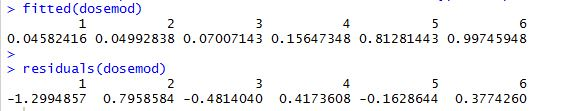 > fitted(dosemod)
1 2 3 4 5 6
0.04582416 0.04992838 0.07007143 0.15647348 0.81281443 0.99745948
>
> residuals(dosemod)
1 2 3 4 5 6
-1.2994857 0.7958584 -0.4814040 0.4173608 -0.1628644 0.3774260